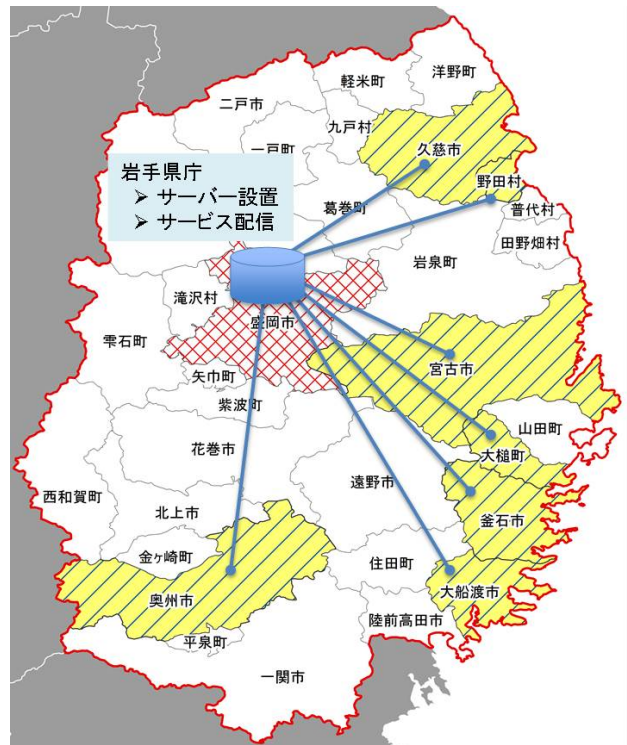 洋野町
軽米町
二戸市
九戸村
一戸町
久慈市
岩手県庁
➢ サーバー設置
➢ サービス配信
野田村
葛巻町
普代村
田野畑村
岩泉町
滝沢村
盛岡市
雫石町
宮古市
矢巾町
紫波町
山田町
花巻市
大槌町
遠野市
西和賀町
北上市
釜石市
金ヶ崎町
住田町
大船渡市
奥州市
陸前高田市
平泉町
一関市